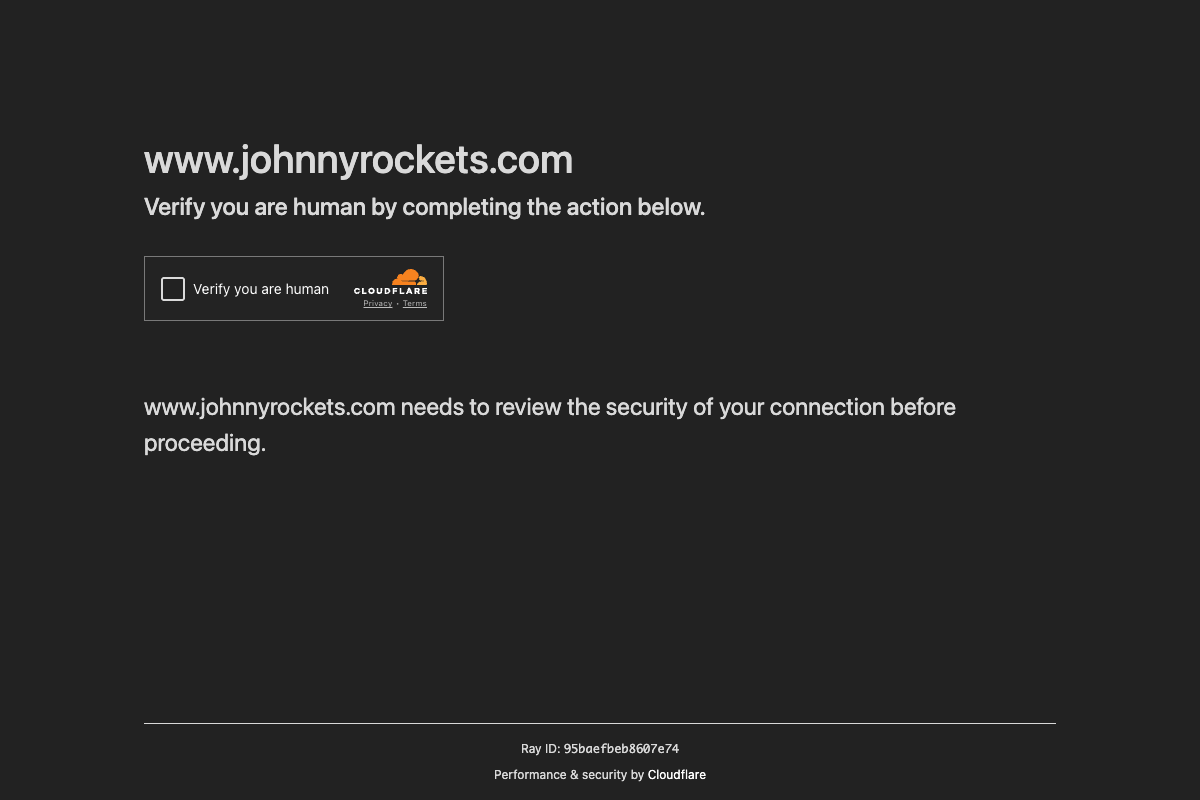 www.johnnyrockets.com
Verify you are human by completing the action below.
Verify you are human
CLOUDFLARE
Privacy • Terms
www.johnnyrockets.com needs to review the security of your connection before
proceeding.
Ray ID: 95baefbeb8607e74
Performance & security by Cloudflare